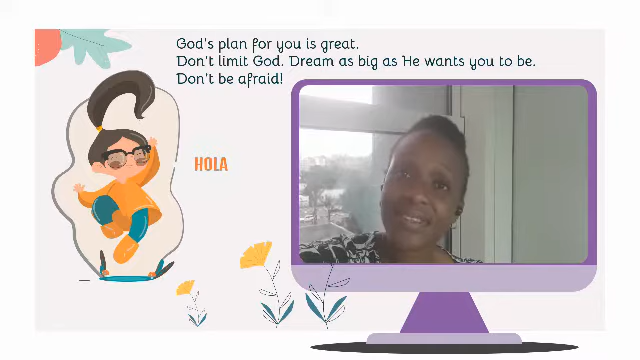 God's plan for you is great.
Don't limit God. Dream as big as He wants you to be.
Don't be afraid!
HOLA